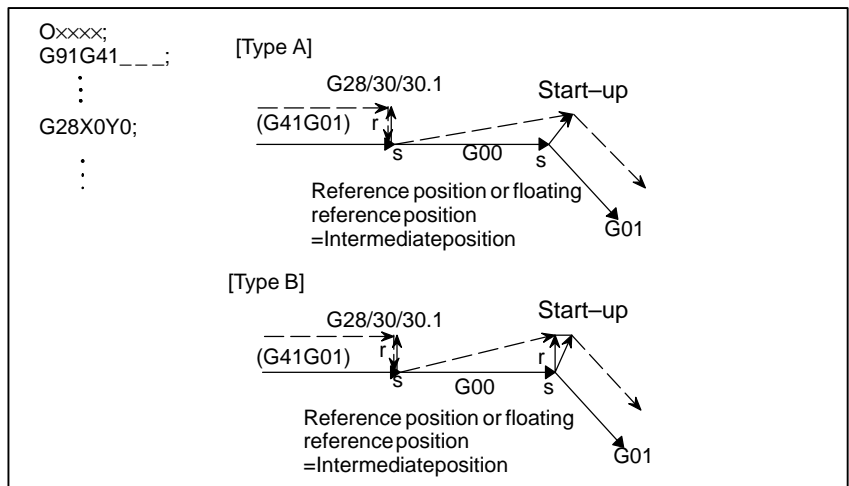 O××××;
G91G41_ _ _;
G28X0Y0;
[Type A]
G28/30/30.1
Start–up
(G41G01)
r
s
G00
s
Reference position or floating
reference position
=Intermediate position
G01
[Type B]
G28/30/30.1
Start–up
(G41G01)
r
r
s
G00
s
Reference position or floating
reference position
=Intermediate position
G01